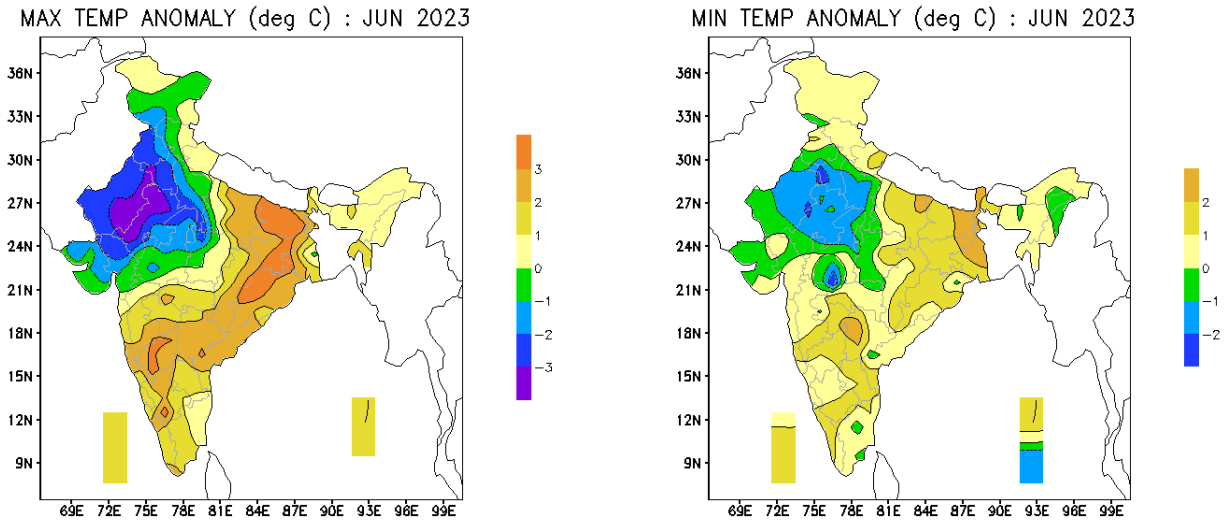 MAX TEMP ANOMALY (deg C) : JUN 2023
36N
33N
30N
27N
24N
21N
18N
15N
12N
9N
69E 72E 75E 78E 81E 84E 87E 90E 93E 96E 99E
3
2
1
0
-1
-2
-3
MIN TEMP ANOMALY (deg C) : JUN 2023
36N
33N
30N
27N
24N
21N
18N
15N
12N
9N
69E 72E 75E 78E 81E 84E 87E 90E 93E 96E 99E
2
1
0
-1
-2